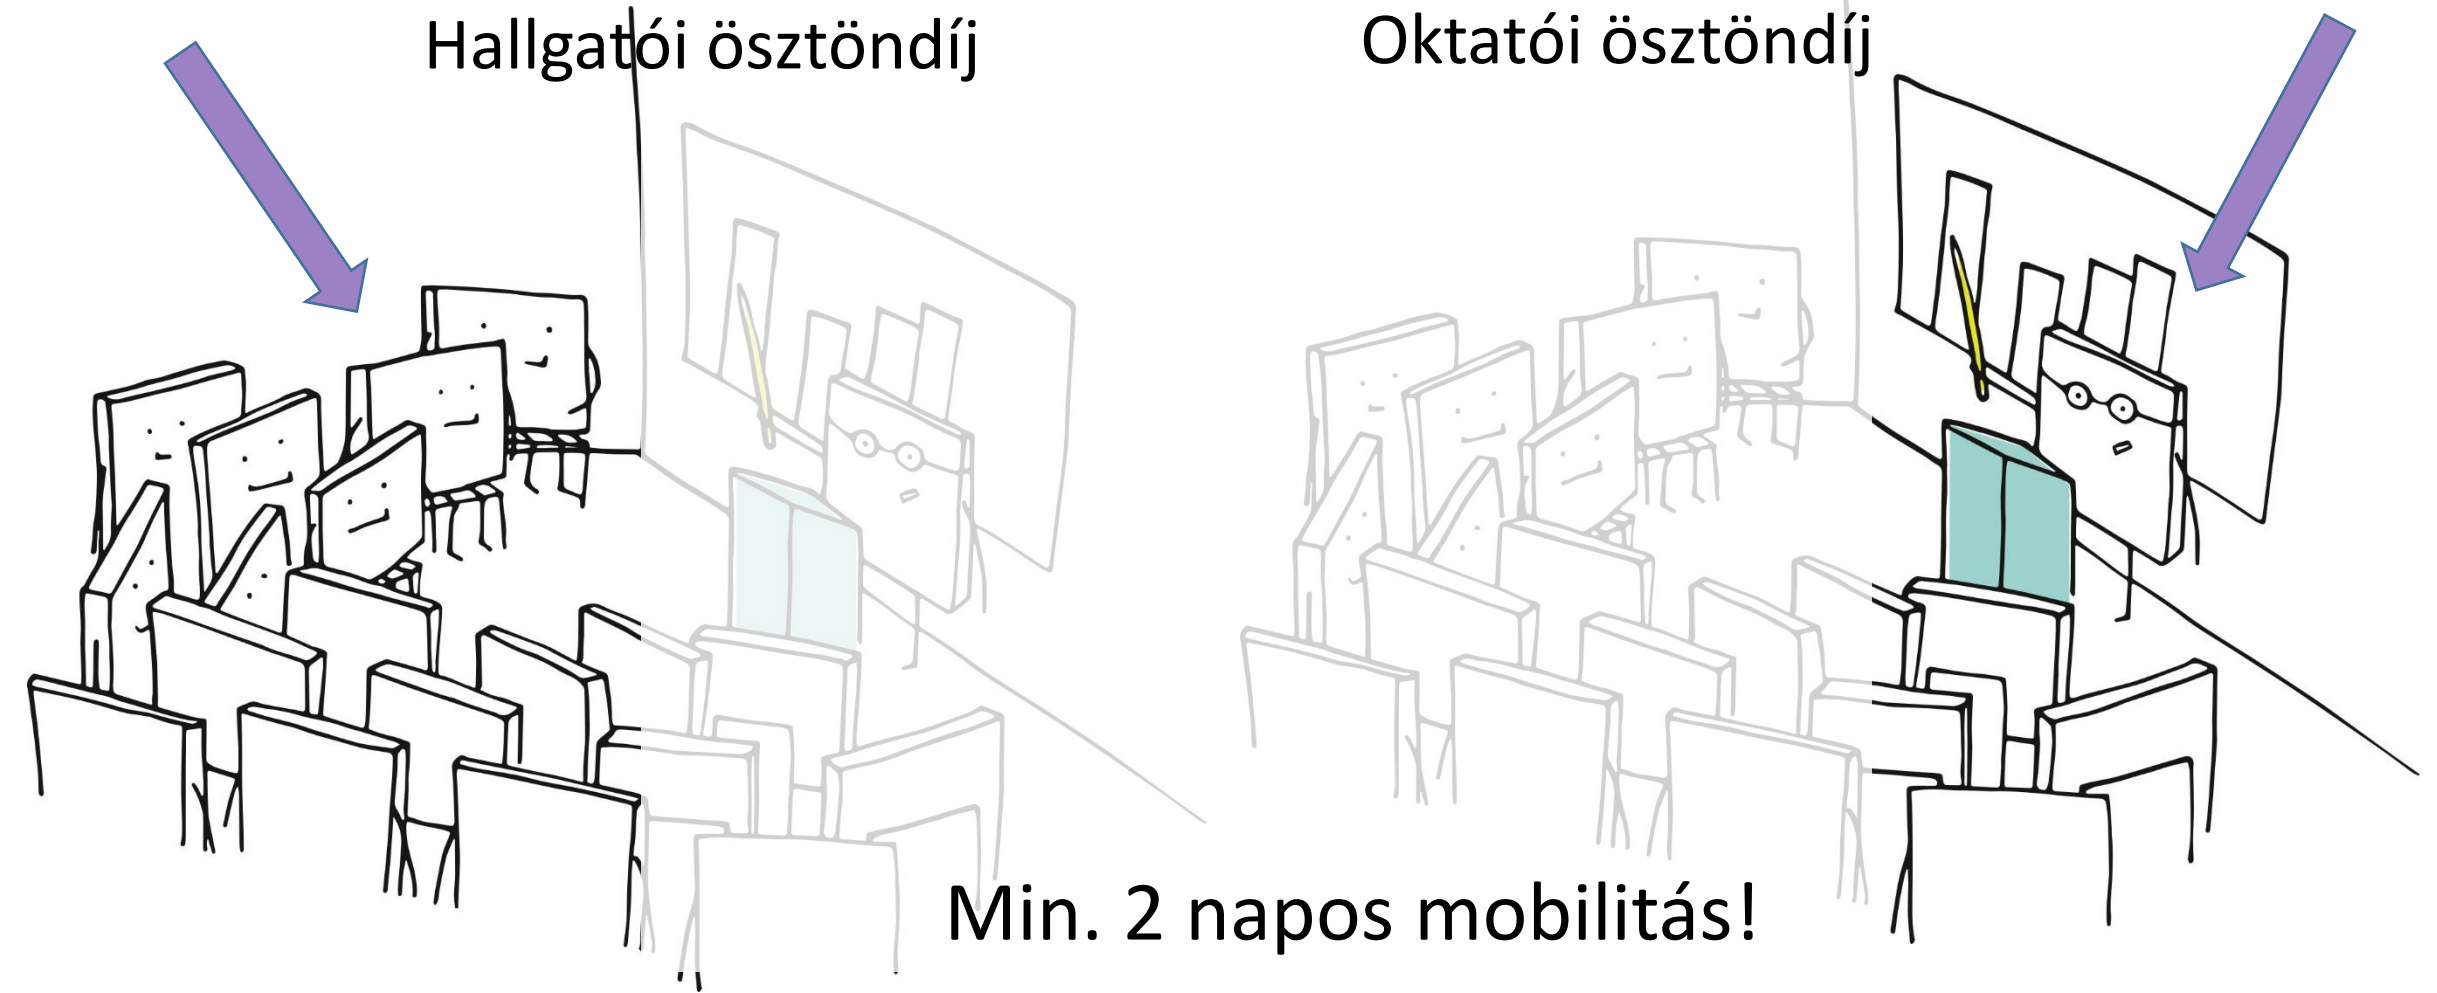 Hallgatói ösztöndíj
Oktatói ösztöndíj
Min. 2 napos mobilitás!